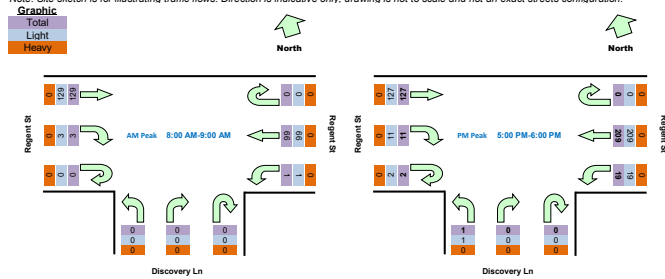 Note: Site sketch is for illustrating traffic flows. Direction is indicative only, drawing is not to scale and not an exact streets configuration.
Graphic
Total
Light
Heavy
North
Regent St
0 129 129
0 3 3
0 0 0
AM Peak 8:00 AM-9:00 AM
0 0 0
0
1 1 0
Regent St
0 0 0
0 0 0
0 0 0
Discovery Ln
North
Regent St
0 127 127
0 11 11
0 2 2
PM Peak 5:00 PM-6:00 PM
0 0 0
209 209 0
19 19 0
Regent St
1 0 0
1 0 0
0 0 0
Discovery Ln